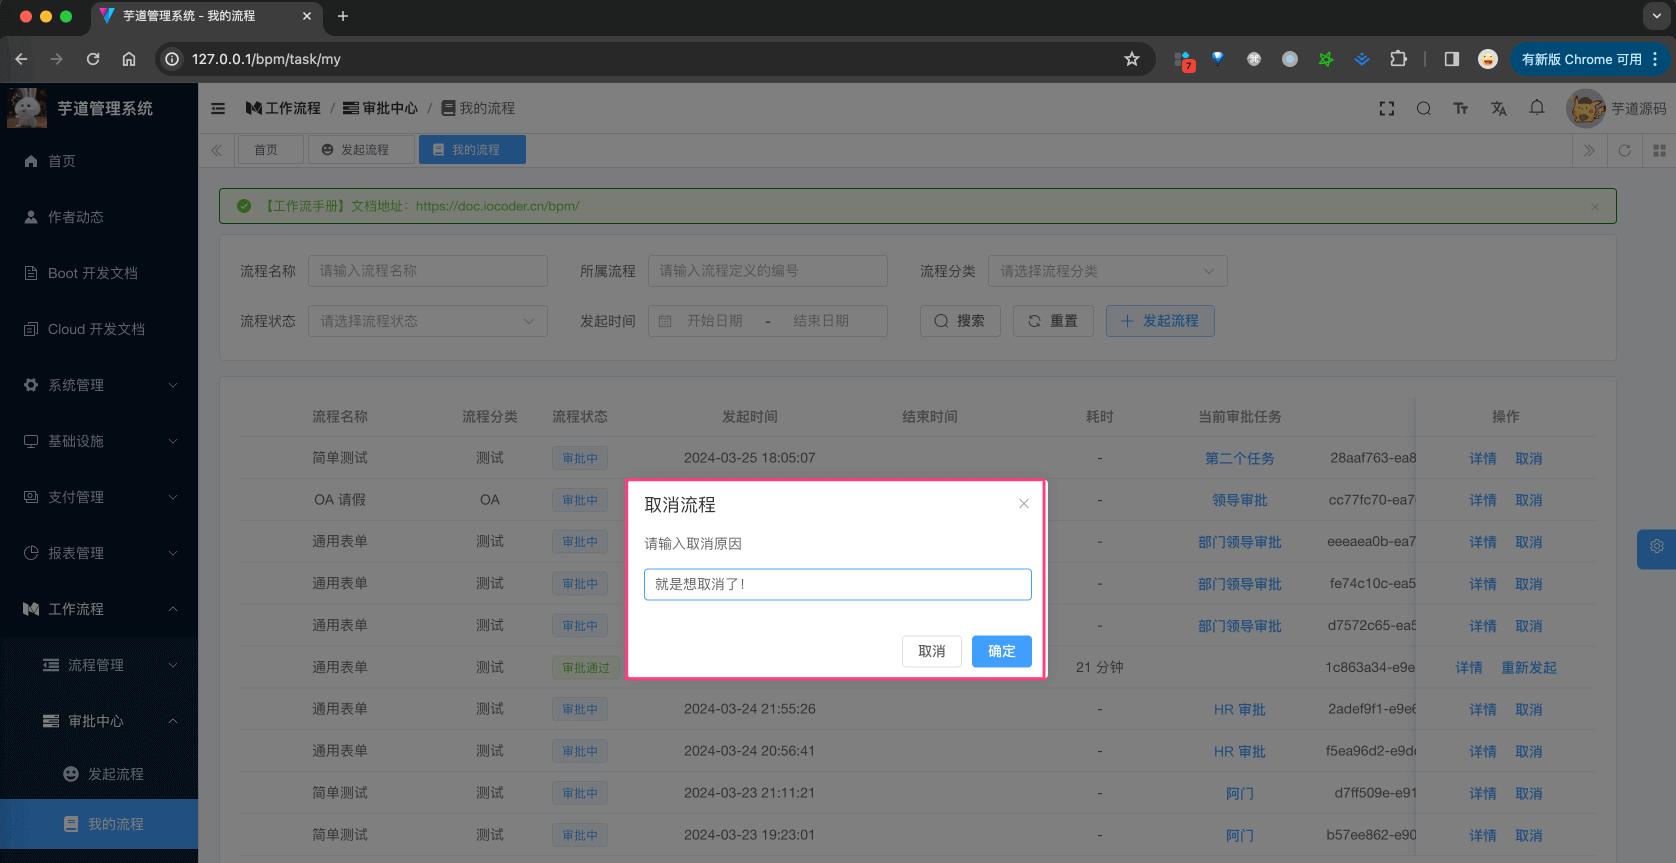 芋道管理系统 - 我的流程
127.0.0.1/bpm/task/my
7
有新版 Chrome 可用
芋道管理系统
工作流程 / 审批中心 / 我的流程
芋道源码
首页
发起流程
我的流程
首页
作者动态
Boot 开发文档
Cloud 开发文档
系统管理
基础设施
支付管理
报表管理
工作流程
流程管理
审批中心
发起流程
我的流程
【工作流手册】文档地址：https://doc.iocoder.cn/bpm/
流程名称 请输入流程名称 所属流程 请输入流程定义的编号 流程分类 请选择流程分类
流程状态 请选择流程状态 发起时间 开始日期 - 结束日期 搜索 重置 发起流程
流程名称 流程分类 流程状态 发起时间 结束时间 耗时 当前审批任务 操作
简单测试 测试 审批中 2024-03-25 18:05:07 - 第二个任务 28aaf763-ea8 详情 取消
OA 请假 OA 审批中 - 领导审批 cc77fc70-ea7 详情 取消
通用表单 测试 审批中 - 部门领导审批 eeeaea0b-ea7 详情 取消
通用表单 测试 审批中 - 部门领导审批 fe74c10c-ea5 详情 取消
通用表单 测试 审批中 - 部门领导审批 d7572c65-ea5 详情 取消
通用表单 测试 审批通过 21 分钟 1c863a34-e9e 详情 重新发起
通用表单 测试 审批中 2024-03-24 21:55:26 - HR 审批 2adef9f1-e9e6 详情 取消
通用表单 测试 审批中 2024-03-24 20:56:41 - HR 审批 f5ea96d2-e9d 详情 取消
简单测试 测试 审批中 2024-03-23 21:11:21 - 阿门 d7ff509e-e91 详情 取消
简单测试 测试 审批中 2024-03-23 19:23:01 - 阿门 b57ee862-e90 详情 取消
取消流程
请输入取消原因
就是想取消了！
取消 确定